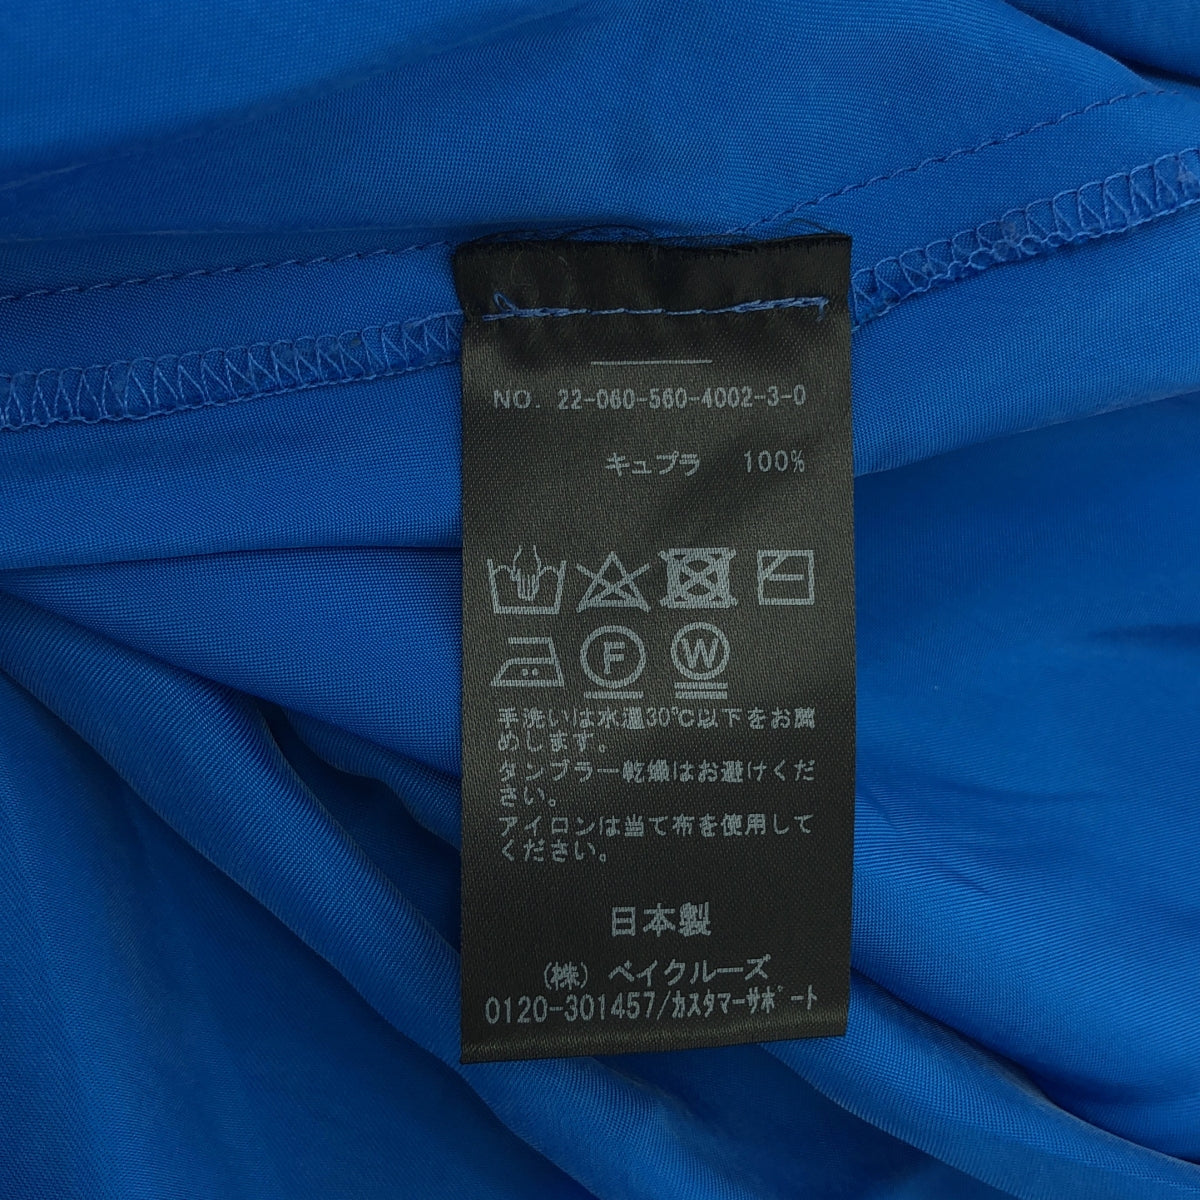 NO. 22-060-560-4002-3-0
キュプラ 100%
F W
手洗いは水温30℃以下をお薦
めします。
タンブラー乾燥はお避けくだ
さい。
アイロンは当て布を使用して
ください。
日本製
(株) ベイクルーズ
0120-301457/カスタマーサポート